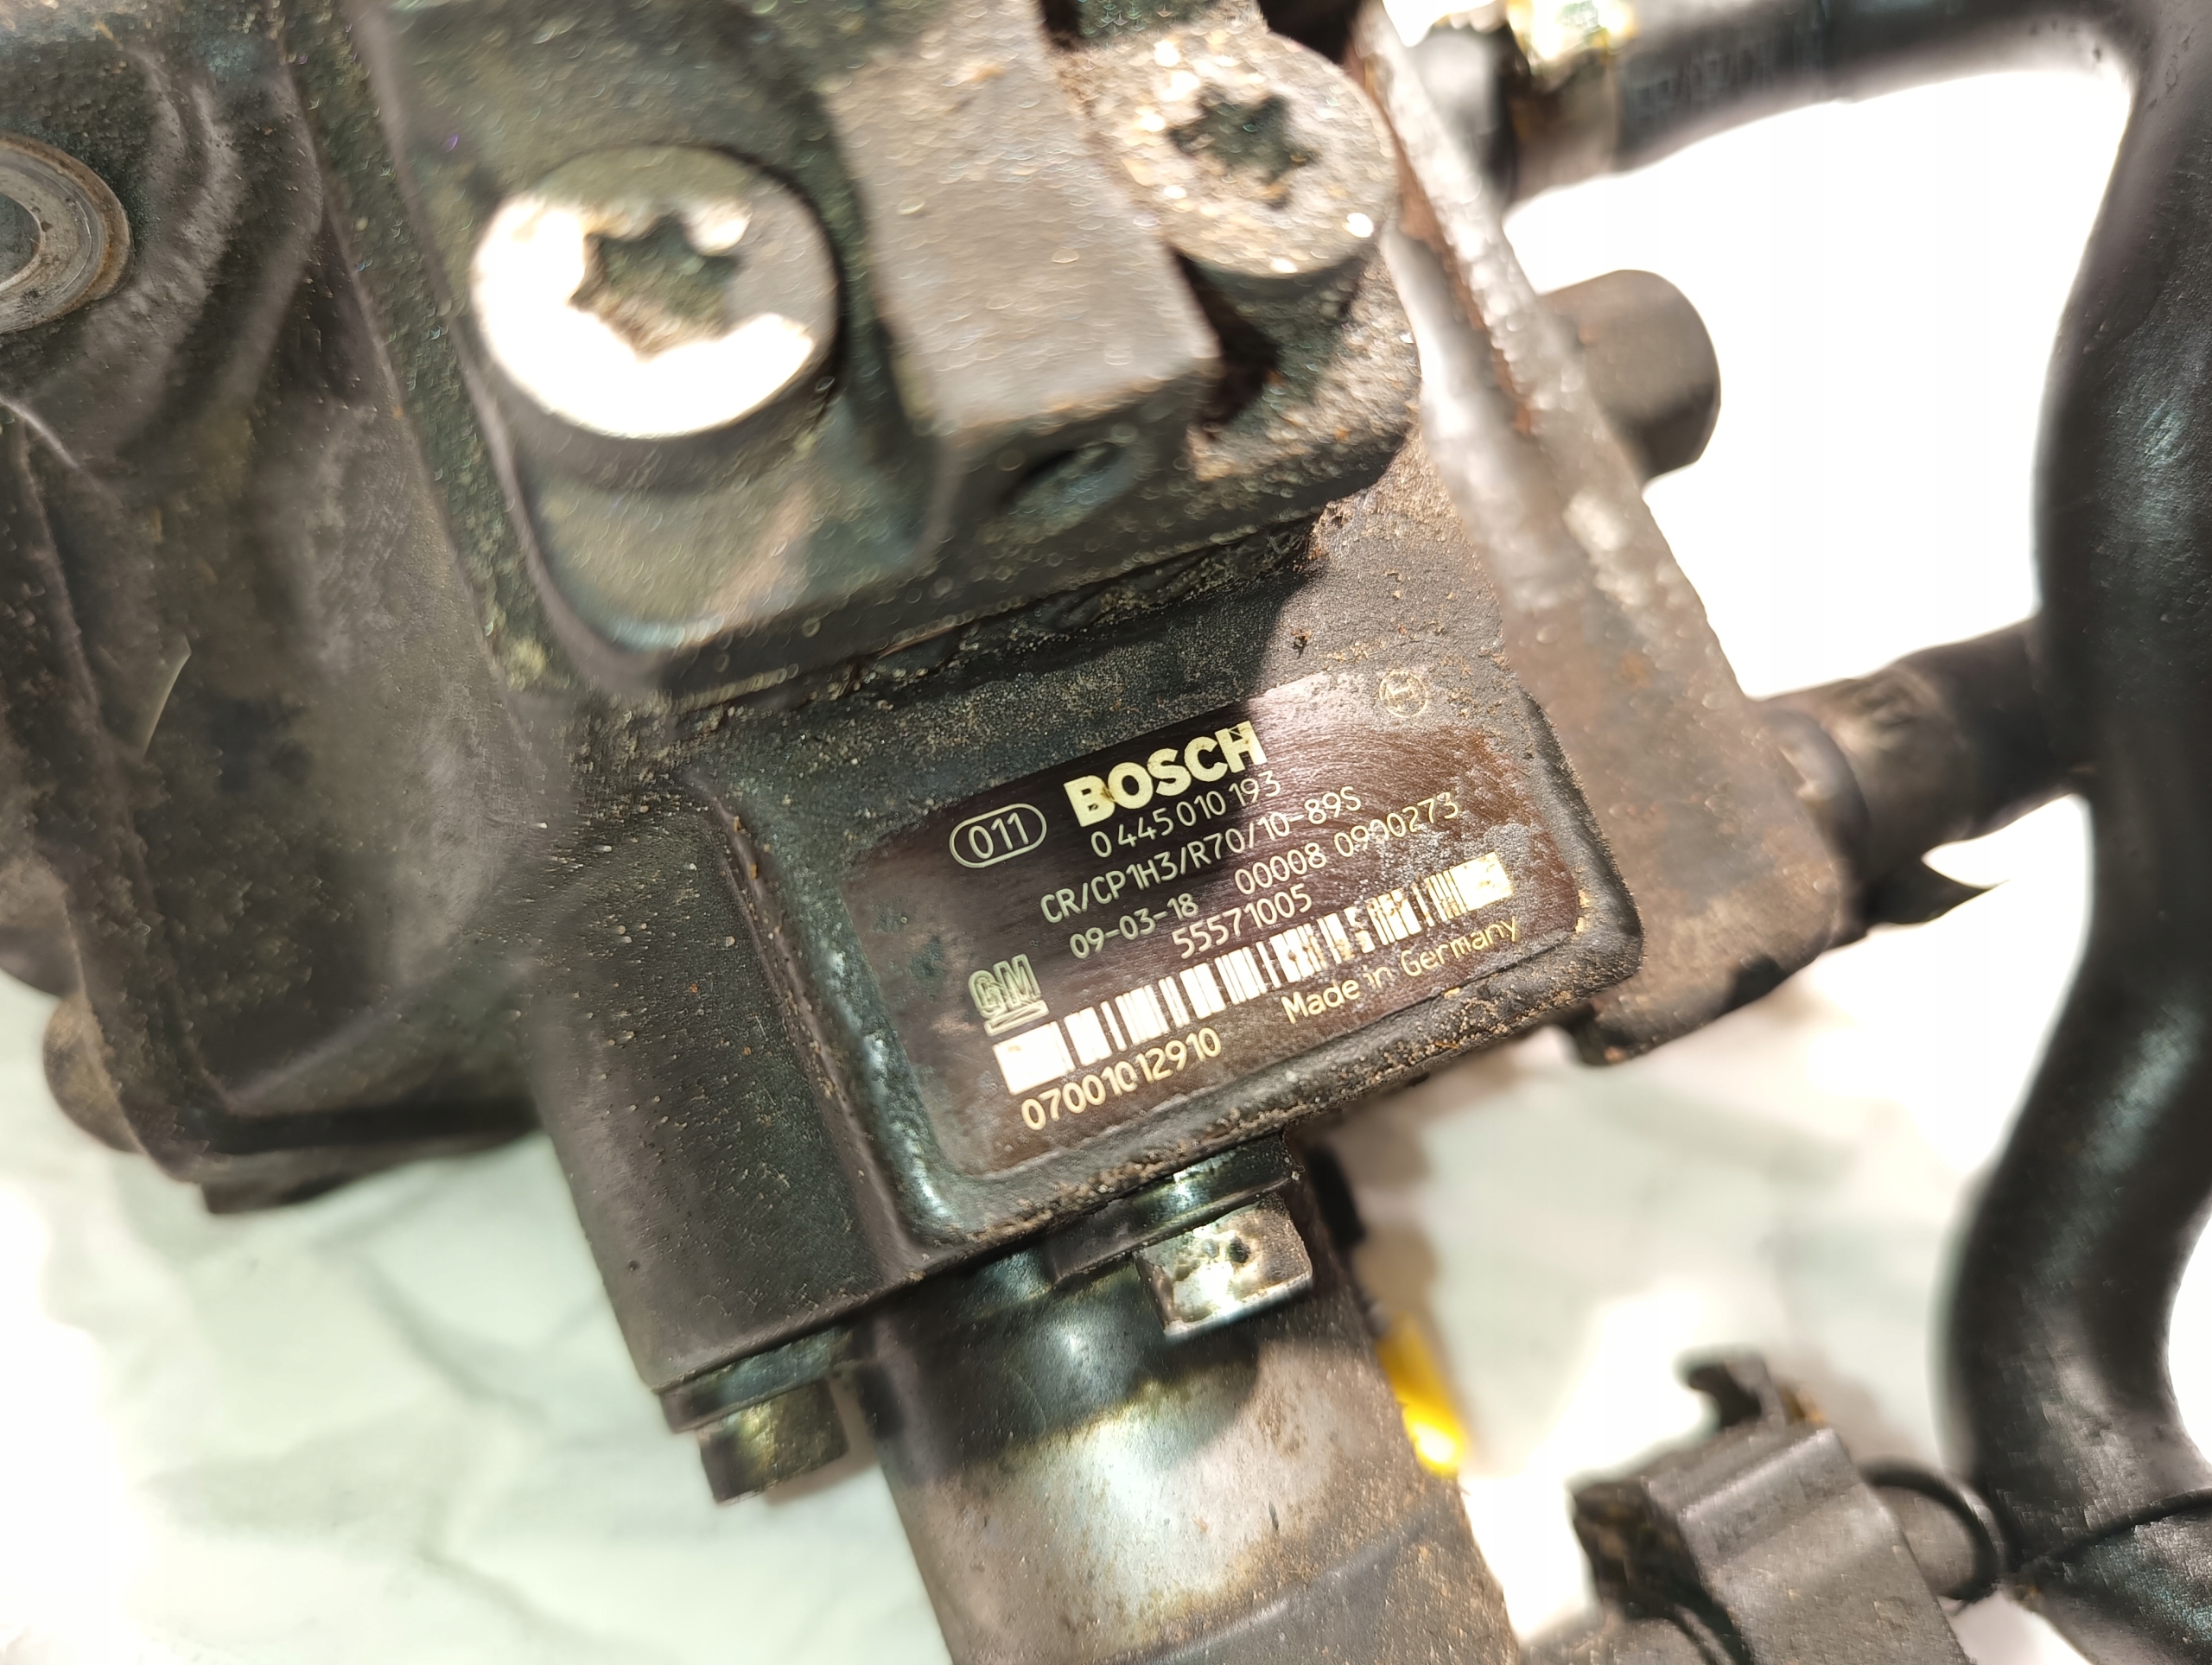 BOSCH
011
0 445 010 193
CR/CP1H3/R70/10-89S
09-03-18 00008 0900273
55571005
GM
Made in Germany
07001012910